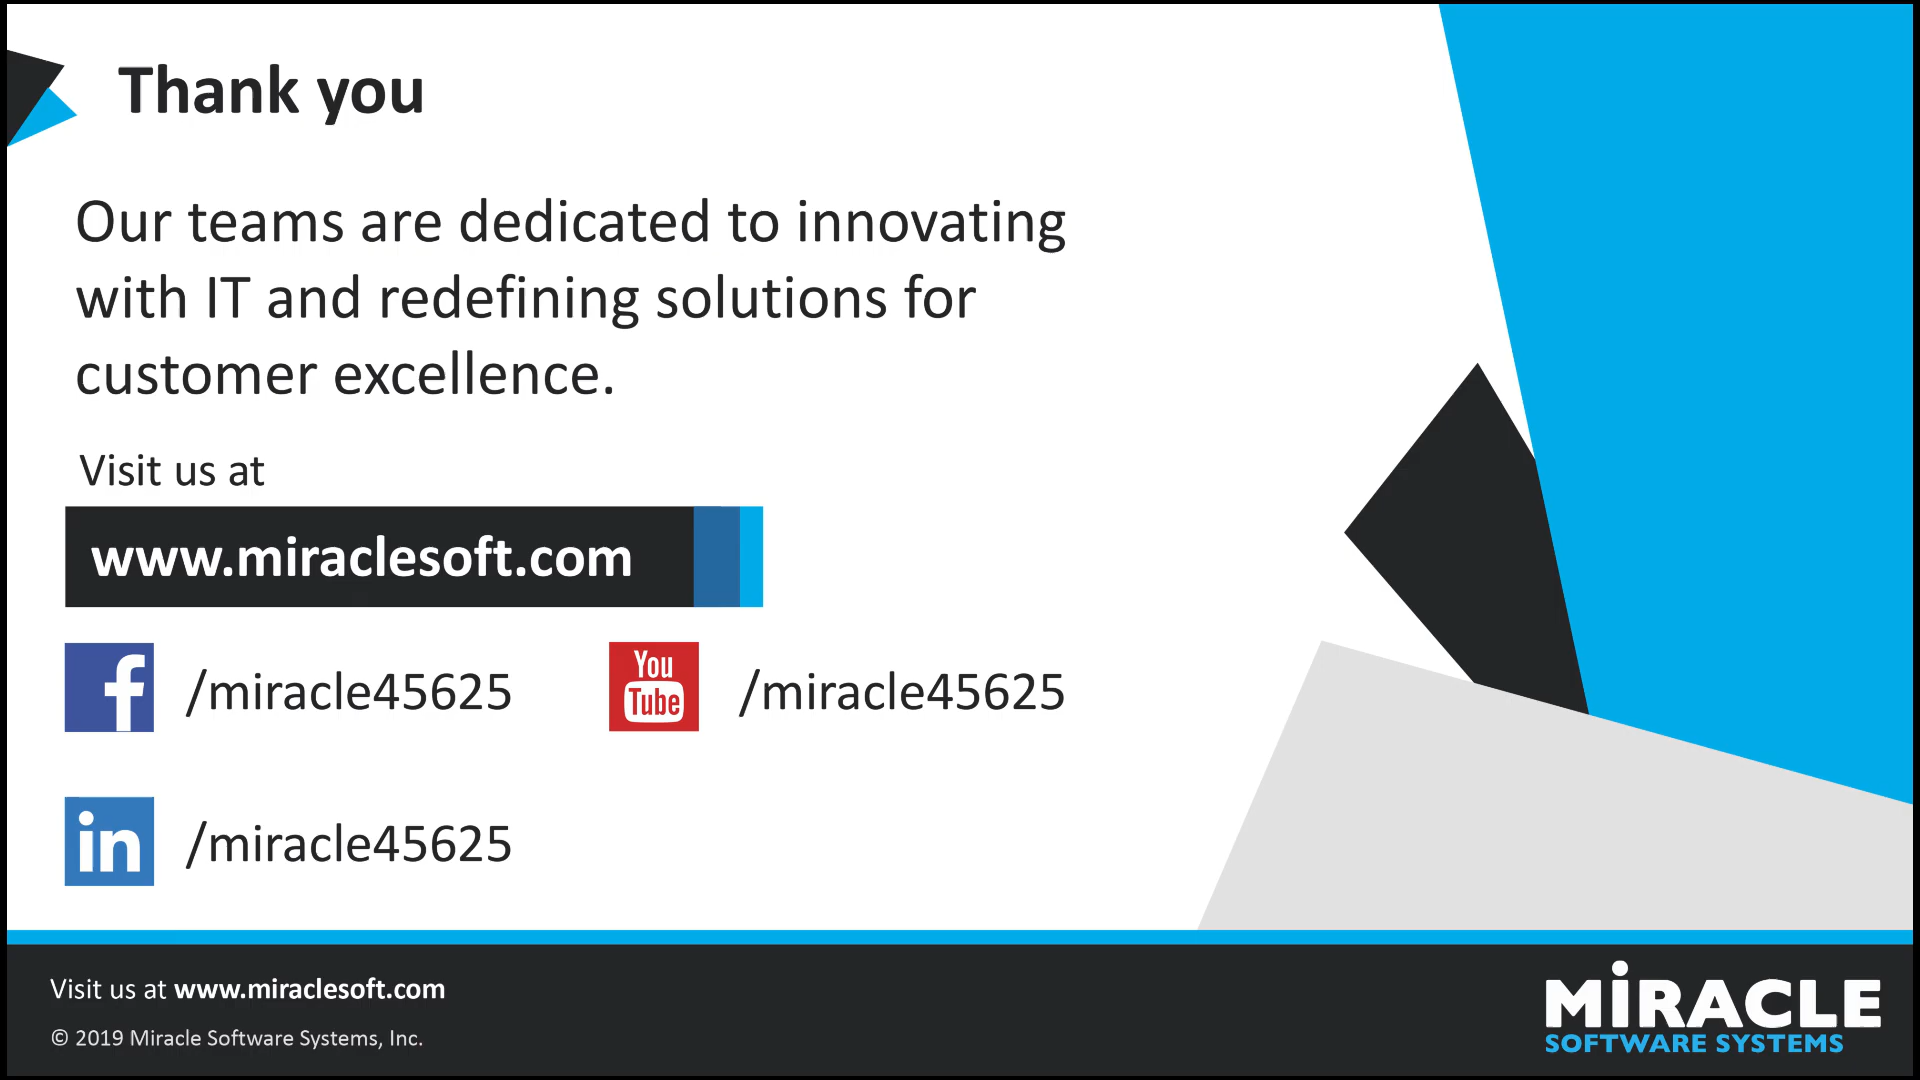 Thank you
Our teams are dedicated to innovating
with IT and redefining solutions for
customer excellence.
Visit us at
www.miraclesoft.com
f /miracle45625
You
Tube /miracle45625
in /miracle45625
Visit us at www.miraclesoft.com
© 2019 Miracle Software Systems, Inc.
MiRACLE
SOFTWARE SYSTEMS